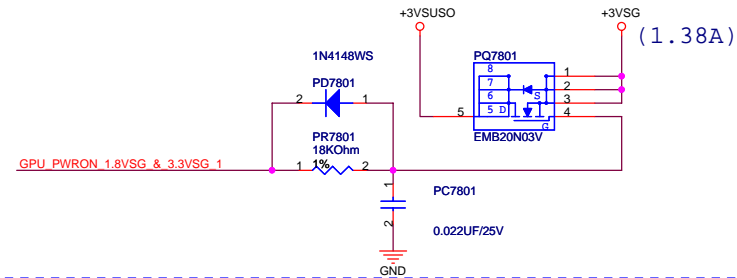 +3VSUSO +3VSG
(1.38A)
1N4148WS PQ7801
PD7801
8 1
7 2
6 S 3
5 5 D G 4
2 1
EMB20N03V
PR7801
18KOhm
GPU_PWRON_1.8VSG_&_3.3VSG_1 1 1% 2
1 PC7801
2 0.022UF/25V
GND